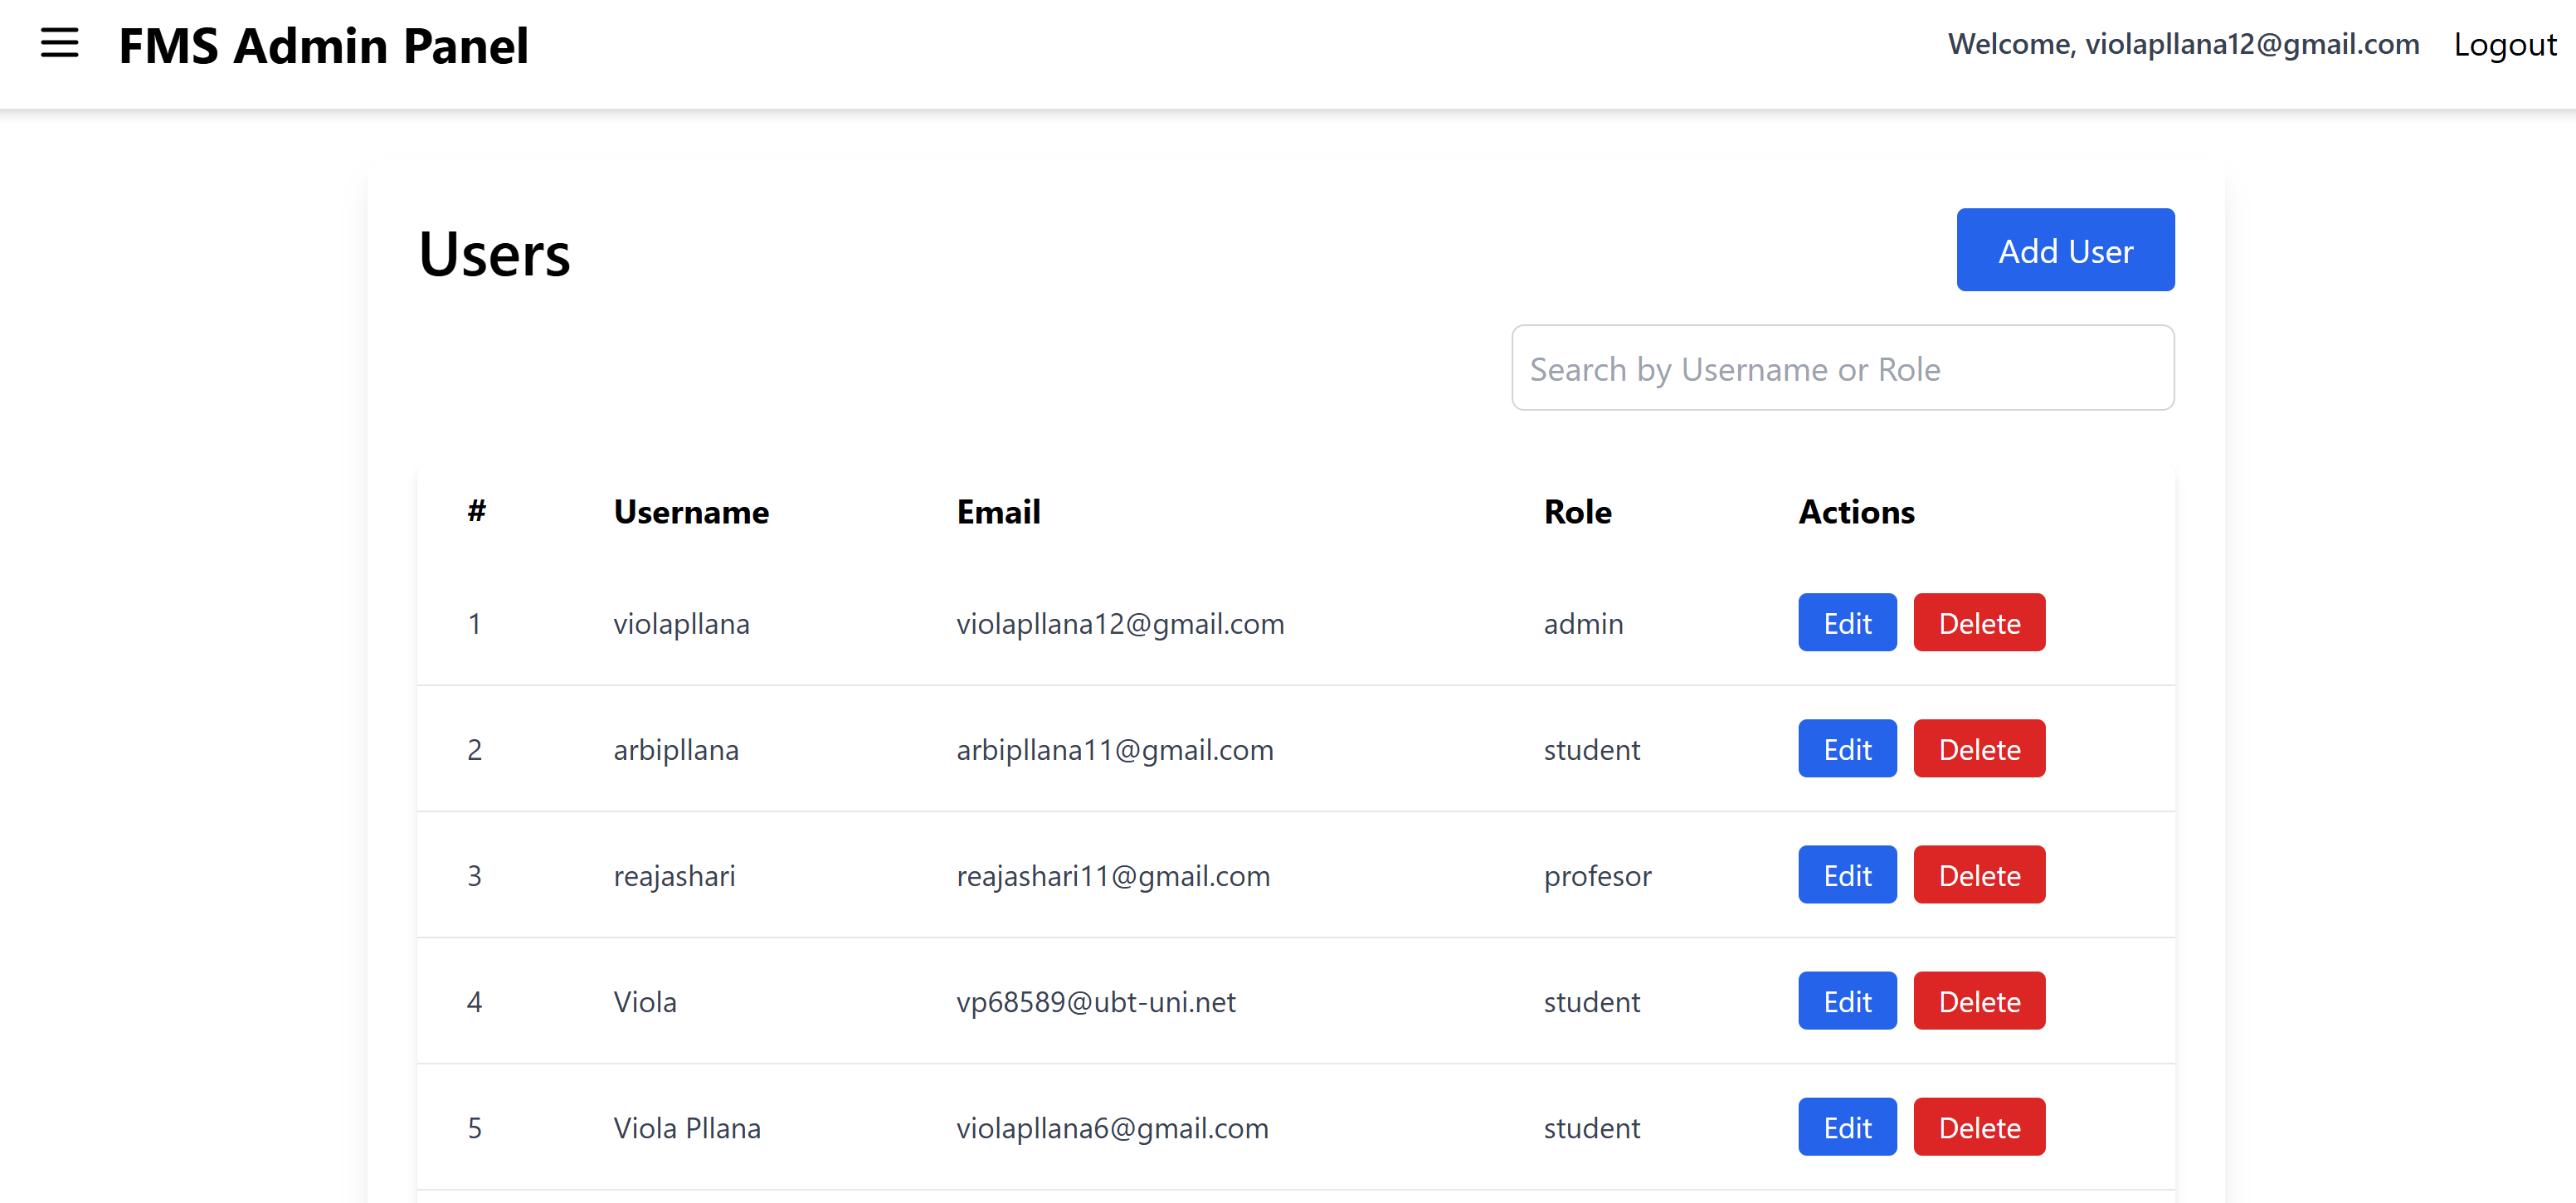 FMS Admin Panel
Welcome, violapllana12@gmail.com Logout
Users
Add User
Search by Username or Role
# Username Email Role Actions
1 violapllana violapllana12@gmail.com admin Edit Delete
2 arbipllana arbipllana11@gmail.com student Edit Delete
3 reajashari reajashari11@gmail.com profesor Edit Delete
4 Viola vp68589@ubt-uni.net student Edit Delete
5 Viola Pllana violapllana6@gmail.com student Edit Delete